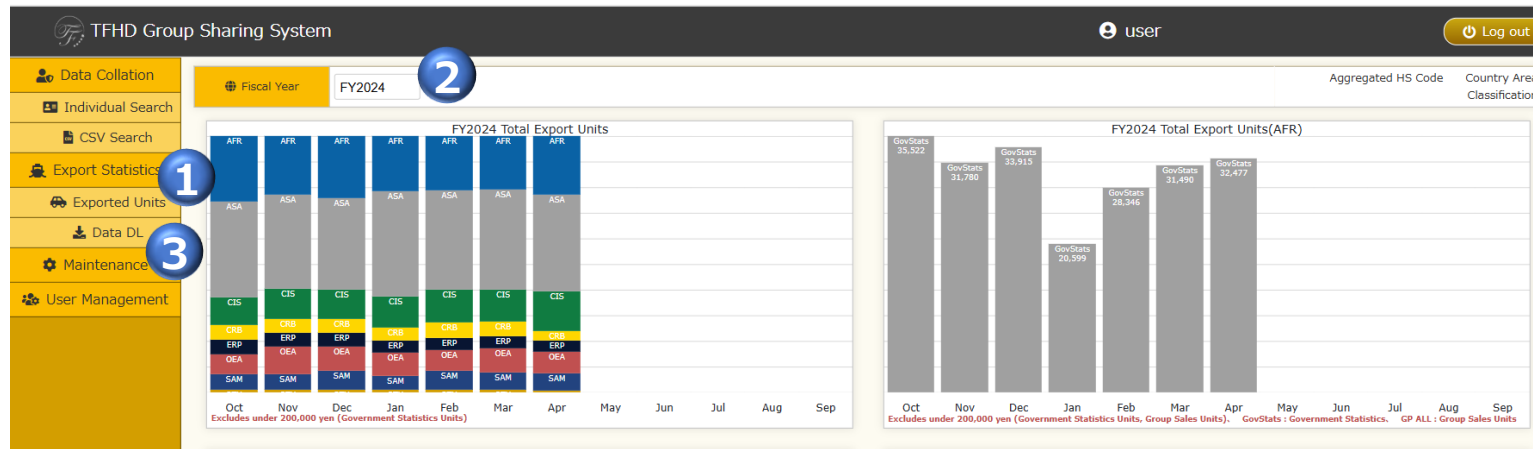 TFHD Group Sharing System
user
Log out
Data Collation
Individual Search
CSV Search
Export Statistics
Exported Units
Data DL
Maintenance
User Management
1
2
3
Fiscal Year
FY2024
Aggregated HS Code
Country Area
Classification
FY2024 Total Export Units
AFR AFR AFR AFR AFR AFR AFR
ASA ASA ASA ASA ASA ASA ASA
CIS CIS CIS CIS CIS CIS CIS
CRB CRB CRB CRB CRB CRB CRB
ERP ERP ERP ERP ERP ERP ERP
OEA OEA OEA OEA OEA OEA OEA
SAM SAM SAM SAM SAM SAM SAM
Oct Nov Dec Jan Feb Mar Apr May Jun Jul Aug Sep
Excludes under 200,000 yen (Government Statistics Units)
FY2024 Total Export Units(AFR)
GovStats
35,522
GovStats
31,780
GovStats
33,915
GovStats
20,599
GovStats
28,346
GovStats
31,490
GovStats
32,477
Oct Nov Dec Jan Feb Mar Apr May Jun Jul Aug Sep
Excludes under 200,000 yen (Government Statistics Units, Group Sales Units). GovStats : Government Statistics. GP ALL : Group Sales Units